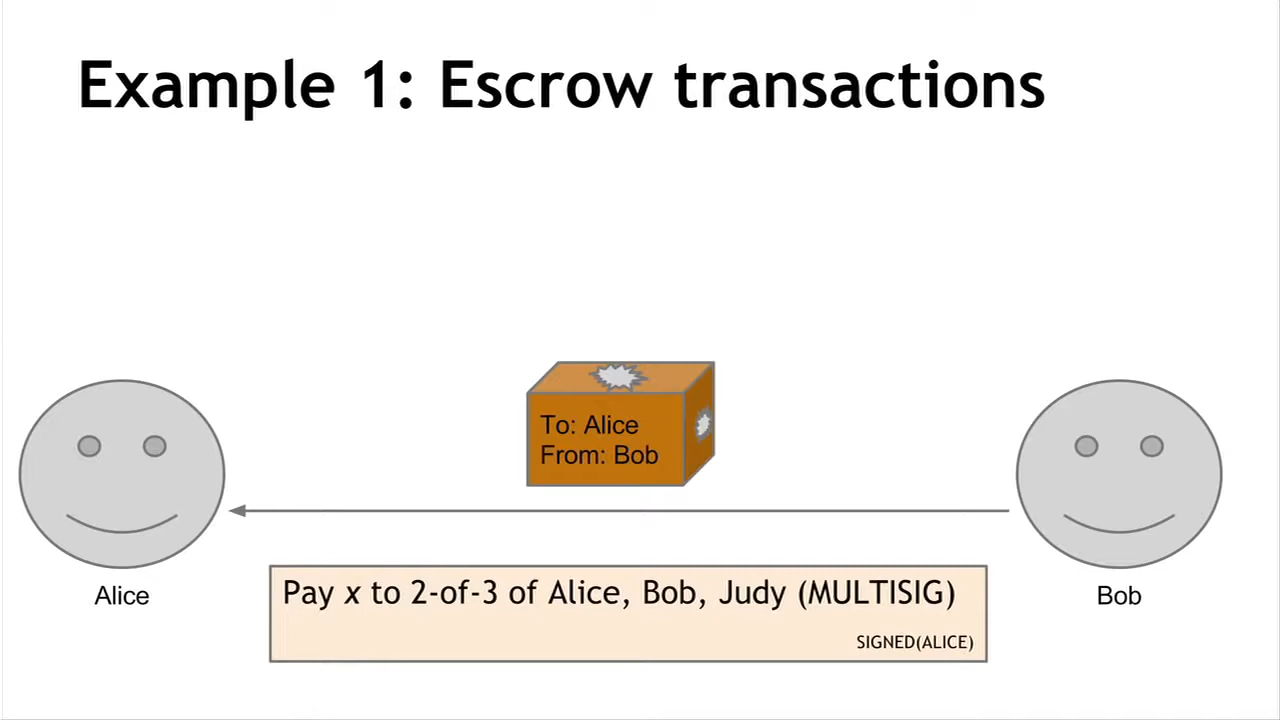 Example 1: Escrow transactions
To: Alice
From: Bob
Alice
Bob
Pay x to 2-of-3 of Alice, Bob, Judy (MULTISIG)
SIGNED(ALICE)